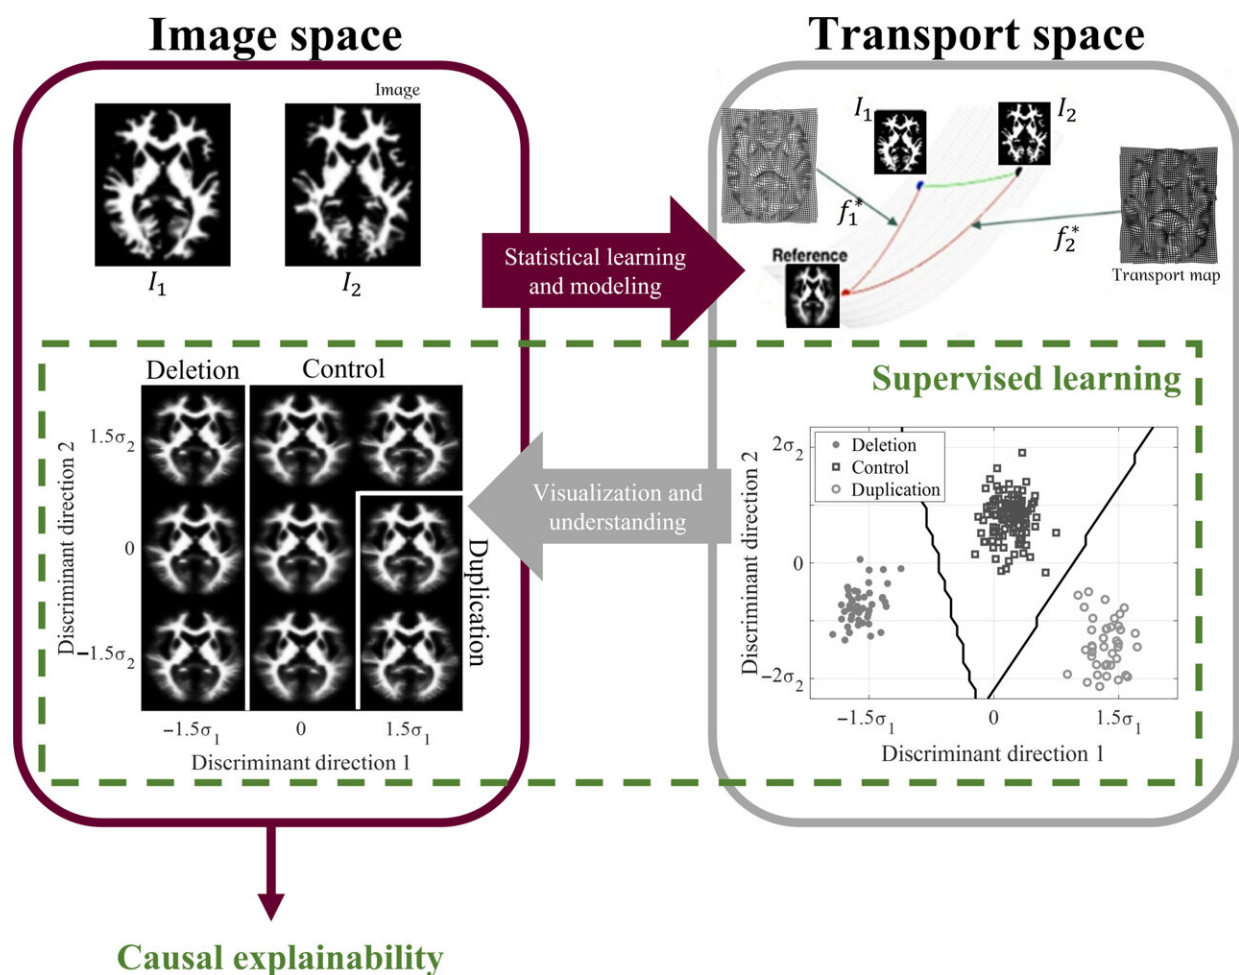 Image space
Transport space
Image
I₁
I₂
Statistical learning
and modeling
I₁
I₂
f₁*
f₂*
Reference
Transport map
Supervised learning
Deletion
Control
Duplication
Discriminant direction 2
1.5σ₂
0
−1.5σ₂
−1.5σ₁
0
1.5σ₁
Discriminant direction 1
Visualization and
understanding
Deletion
Control
Duplication
Discriminant direction 2
2σ₂
0
−2σ₂
−1.5σ₁
0
1.5σ₁
Discriminant direction 1
Causal explainability